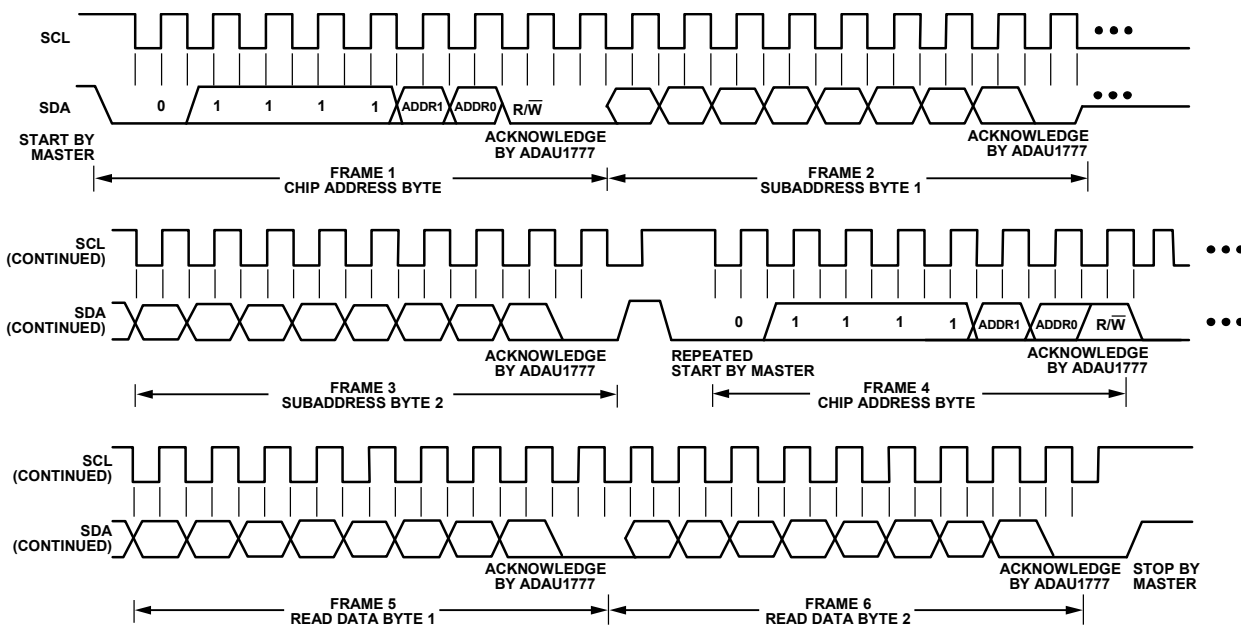 SCL
SDA
0 1 1 1 1 ADDR1 ADDR0 R/W̅
START BY
MASTER
ACKNOWLEDGE
BY ADAU1777
ACKNOWLEDGE
BY ADAU1777
FRAME 1
CHIP ADDRESS BYTE
FRAME 2
SUBADDRESS BYTE 1
SCL
(CONTINUED)
SDA
(CONTINUED)
0 1 1 1 1 ADDR1 ADDR0 R/W̅
ACKNOWLEDGE
BY ADAU1777
REPEATED
START BY MASTER
ACKNOWLEDGE
BY ADAU1777
FRAME 3
SUBADDRESS BYTE 2
FRAME 4
CHIP ADDRESS BYTE
SCL
(CONTINUED)
SDA
(CONTINUED)
ACKNOWLEDGE
BY ADAU1777
ACKNOWLEDGE
BY ADAU1777
STOP BY
MASTER
FRAME 5
READ DATA BYTE 1
FRAME 6
READ DATA BYTE 2